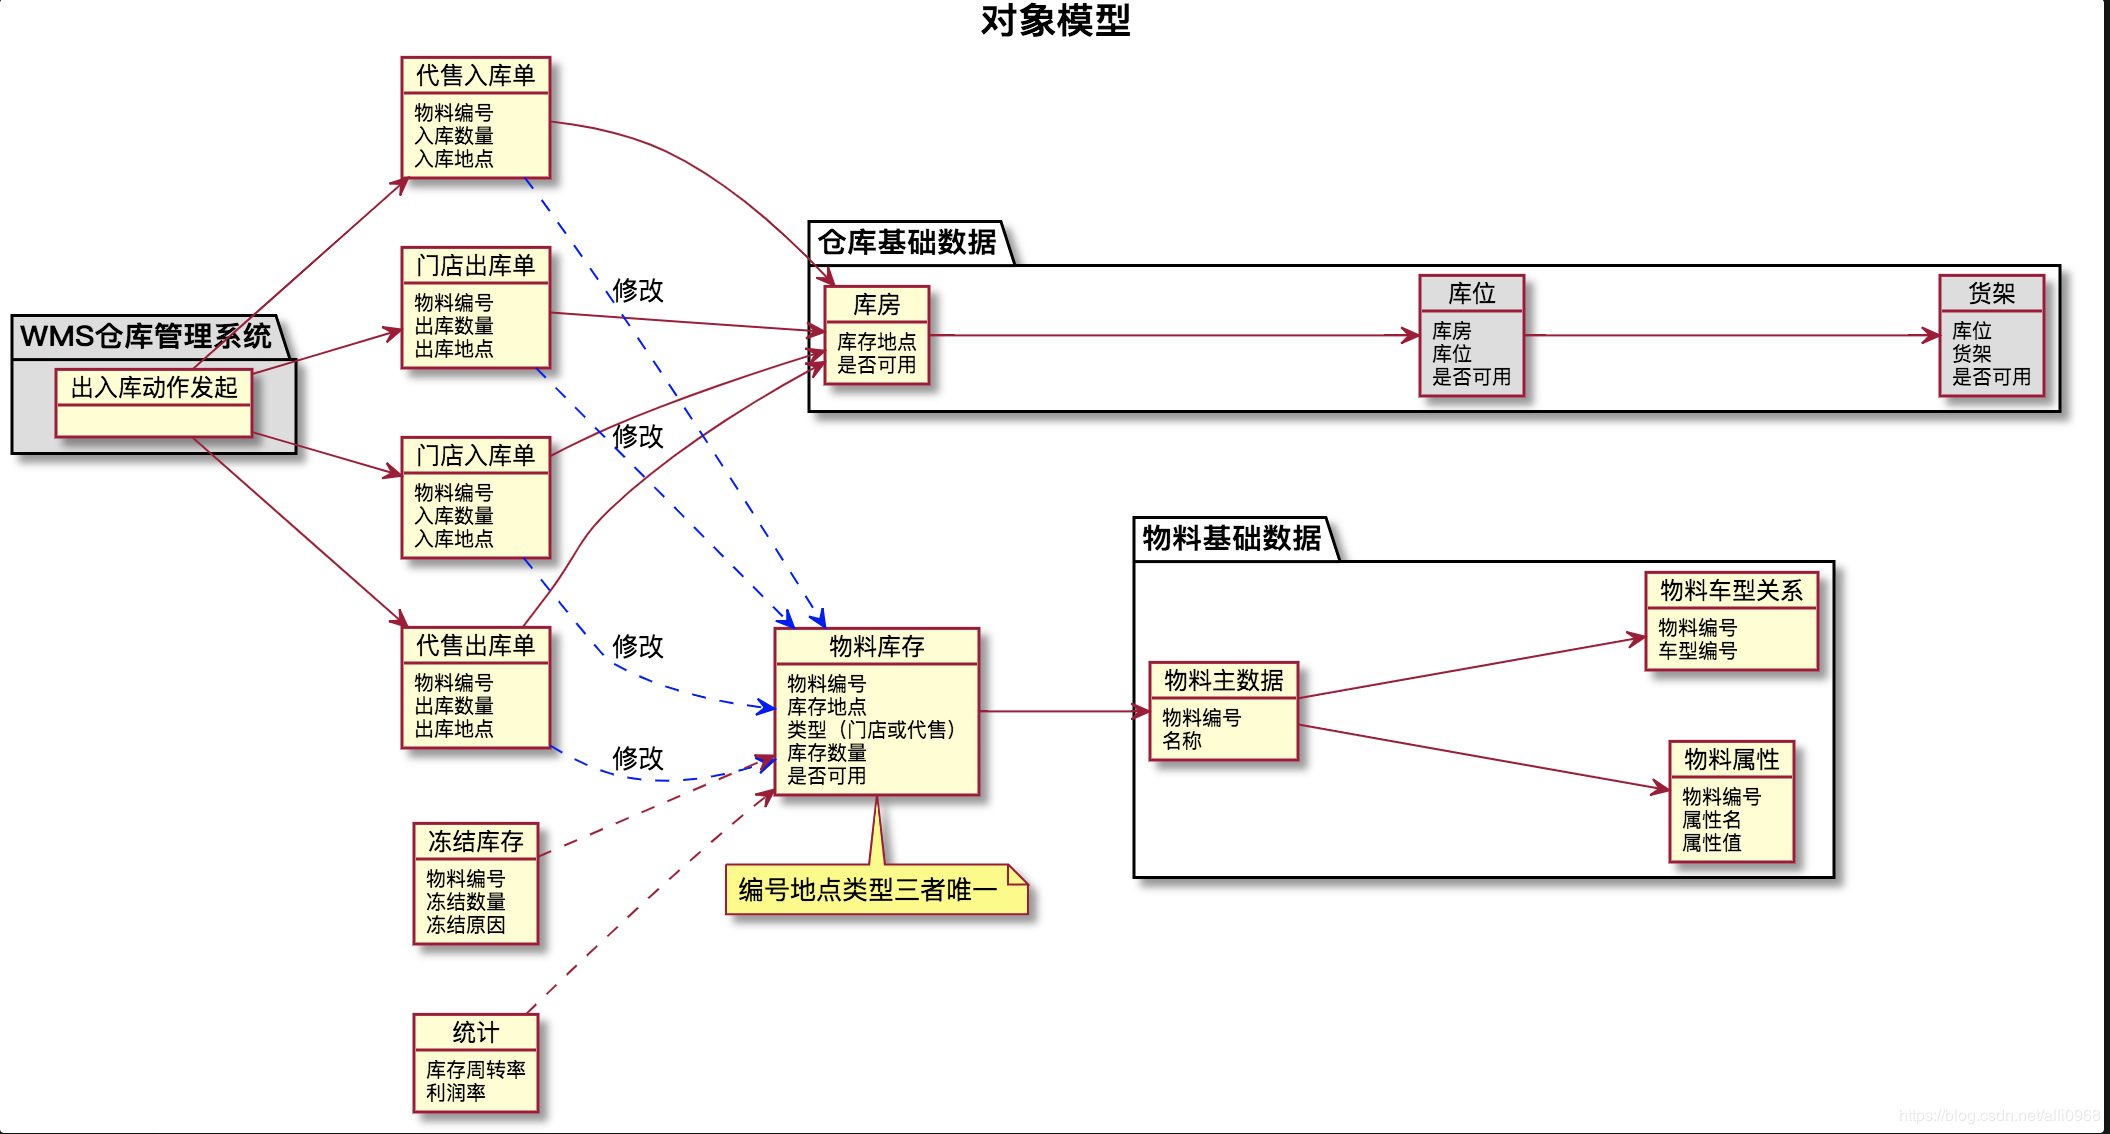 对象模型
代售入库单
物料编号
入库数量
入库地点
门店出库单
物料编号
出库数量
出库地点
修改
仓库基础数据
库房
库存地点
是否可用
库位
库房
库位
是否可用
货架
库位
货架
是否可用
WMS仓库管理系统
出入库动作发起
门店入库单
物料编号
入库数量
入库地点
修改
代售出库单
物料编号
出库数量
出库地点
修改
修改
物料库存
物料编号
库存地点
类型（门店或代售）
库存数量
是否可用
物料基础数据
物料主数据
物料编号
名称
物料车型关系
物料编号
车型编号
物料属性
物料编号
属性名
属性值
冻结库存
物料编号
冻结数量
冻结原因
编号地点类型三者唯一
统计
库存周转率
利润率
https://blog.csdn.net/alli0968